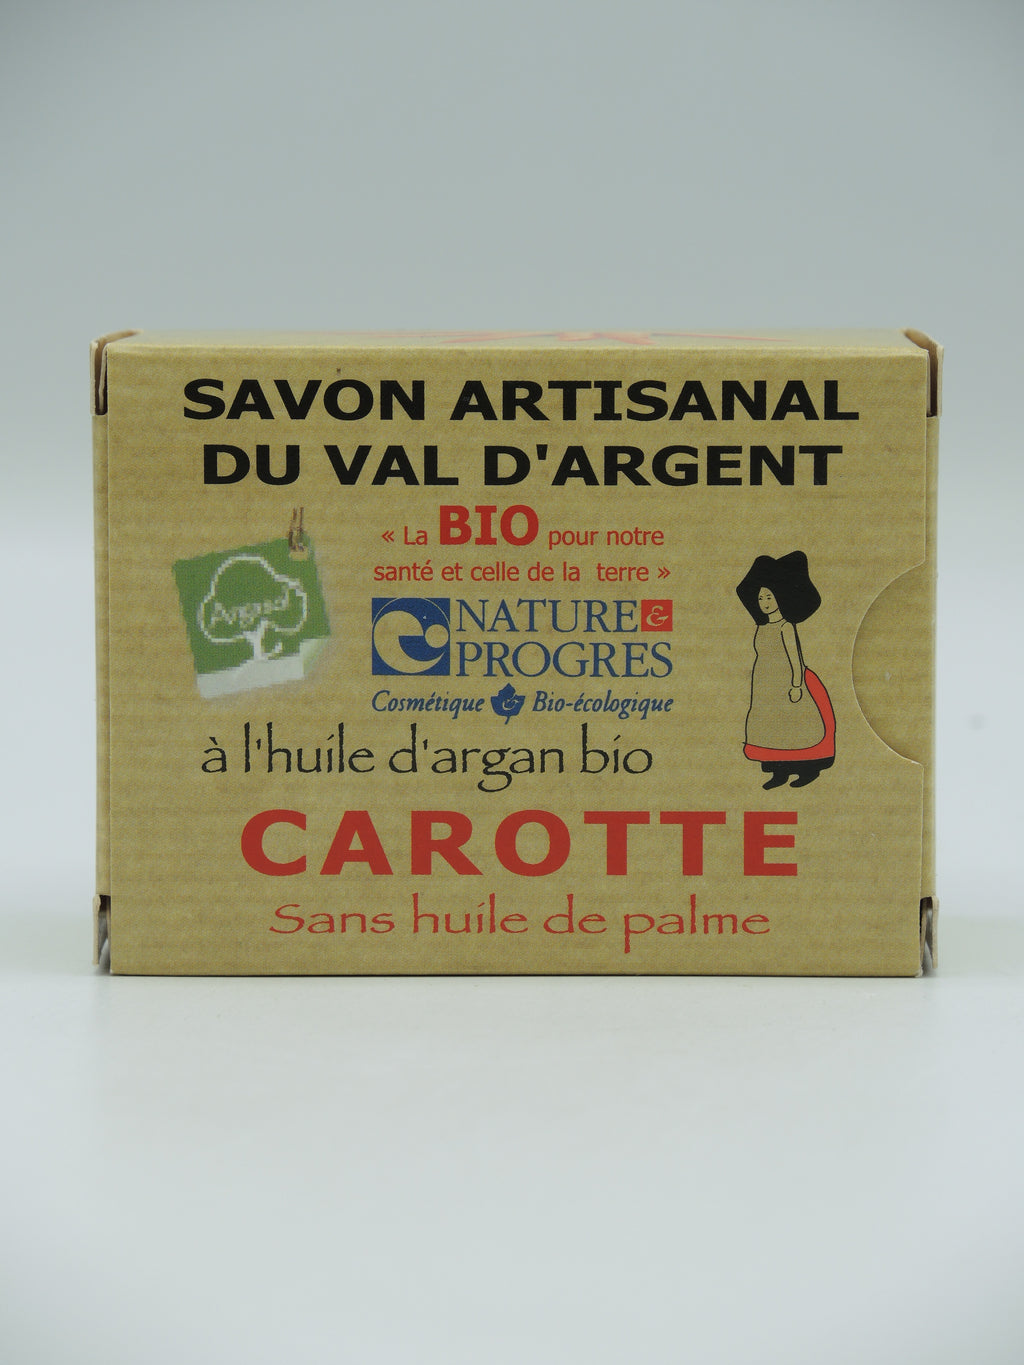 SAVON ARTISANAL
DU VAL D'ARGENT
« La BIO pour notre
santé et celle de la terre »
NATURE &
PROGRES
Cosmétique & Bio-écologique
à l'huile d'argan bio
CAROTTE
Sans huile de palme